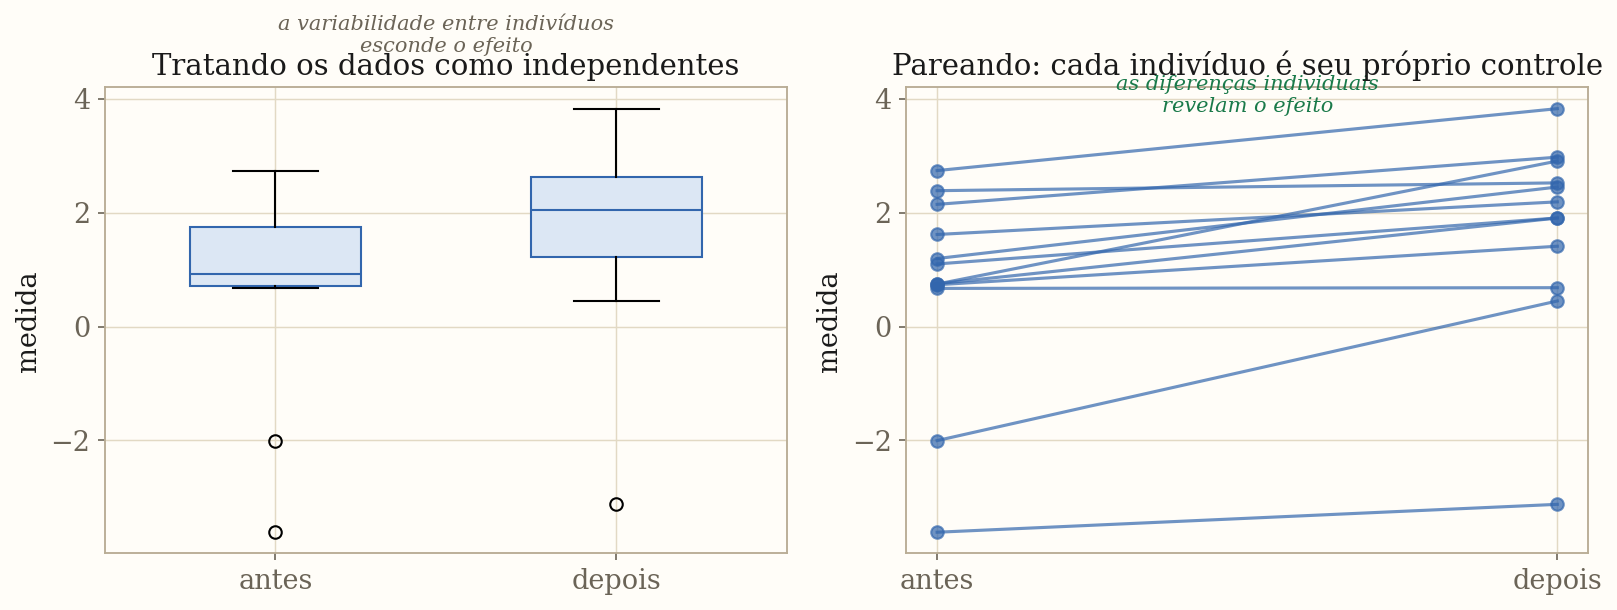 a variabilidade entre indivíduos
esconde o efeito
Tratando os dados como independentes
4
2
0
−2
medida
antes
depois
Pareando: cada indivíduo é seu próprio controle
as diferenças individuais
revelam o efeito
4
2
0
−2
medida
antes
depois